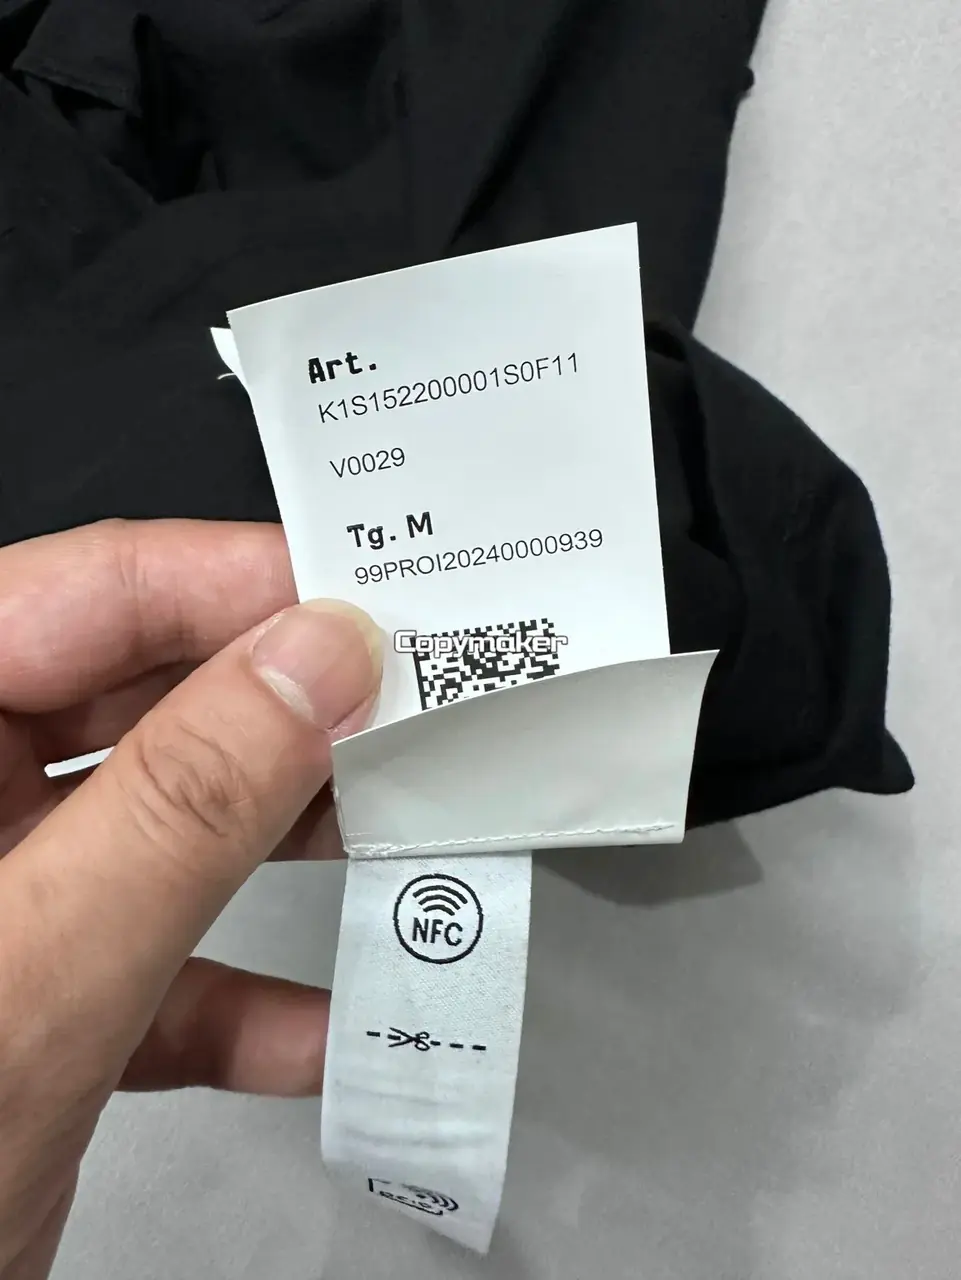 Art.
K1S152200001S0F11
V0029
Tg. M
99PROI20240000939
Copymaker
NFC